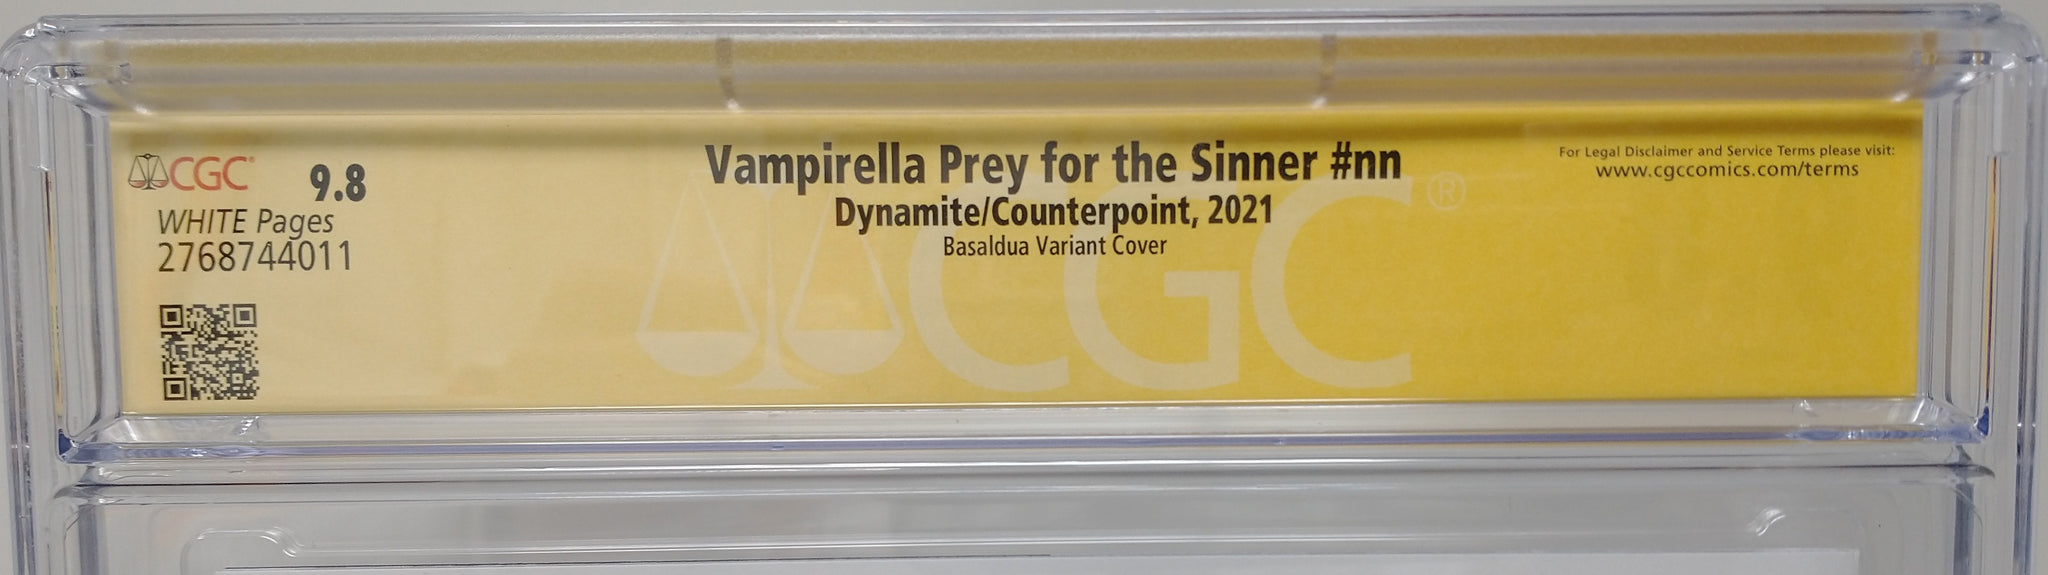 CGC® 9.8
WHITE Pages
2768744011
Vampirella Prey for the Sinner #nn
Dynamite/Counterpoint, 2021
Basaldua Variant Cover
CGC®
For Legal Disclaimer and Service Terms please visit:
www.cgccomics.com/terms